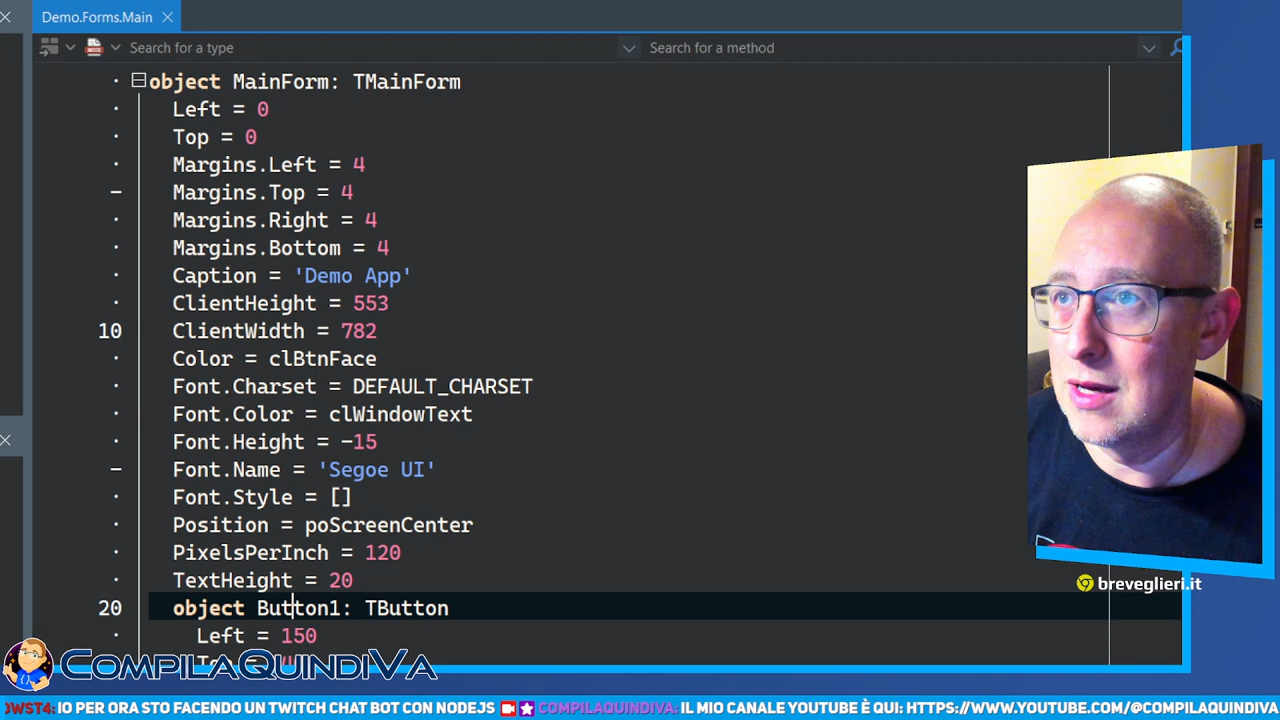 Demo.Forms.Main
Search for a type
Search for a method
object MainForm: TMainForm
Left = 0
Top = 0
Margins.Left = 4
Margins.Top = 4
Margins.Right = 4
Margins.Bottom = 4
Caption = 'Demo App'
ClientHeight = 553
10 ClientWidth = 782
Color = clBtnFace
Font.Charset = DEFAULT_CHARSET
Font.Color = clWindowText
Font.Height = -15
Font.Name = 'Segoe UI'
Font.Style = []
Position = poScreenCenter
PixelsPerInch = 120
TextHeight = 20
20 object Button1: TButton
Left = 150
breveglieri.it
COMPILAQUINDIVA
OWST4: IO PER ORA STO FACENDO UN TWITCH CHAT BOT CON NODEJS COMPILAQUINDIVA: IL MIO CANALE YOUTUBE È QUI: HTTPS://WWW.YOUTUBE.COM/@COMPILAQUINDIVA